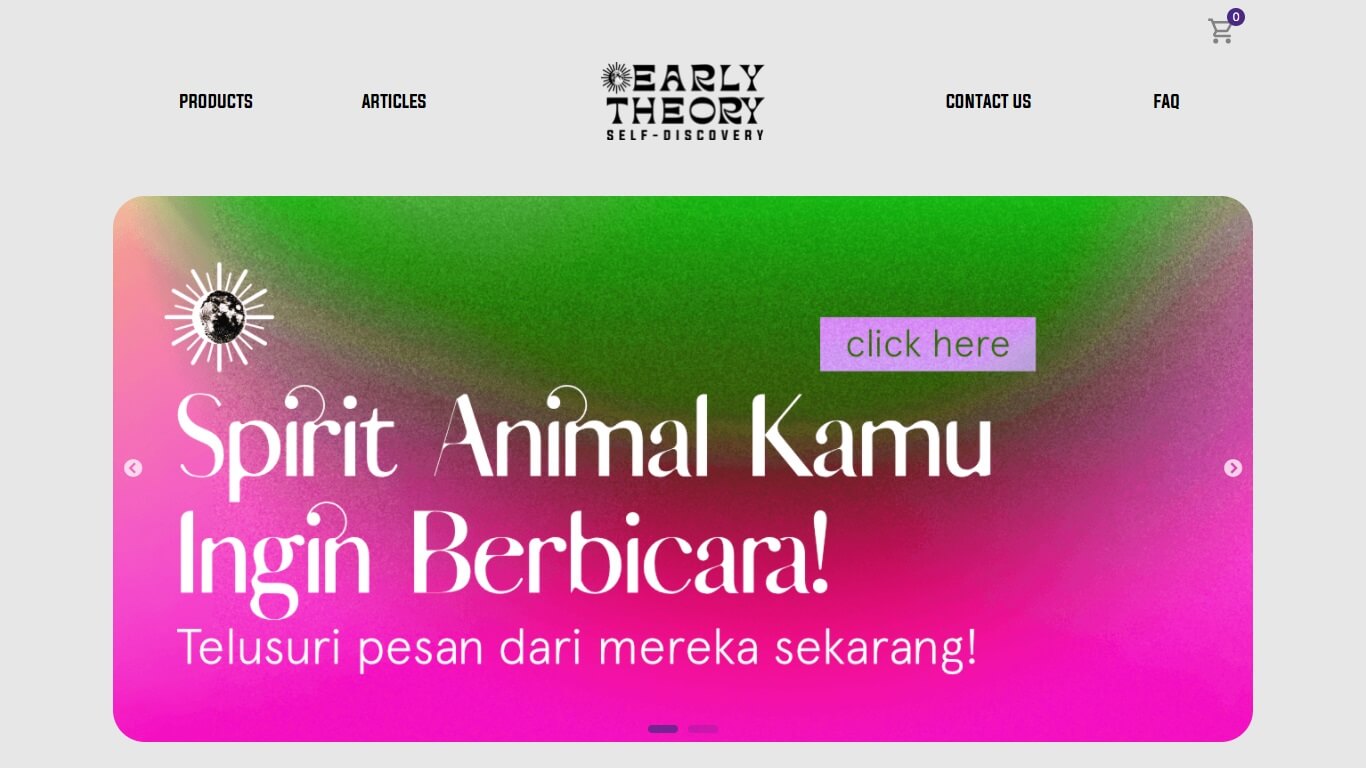 0
PRODUCTS
ARTICLES
EARLY
THEORY
SELF-DISCOVERY
CONTACT US
FAQ
click here
Spirit Animal Kamu
Ingin Berbicara!
Telusuri pesan dari mereka sekarang!